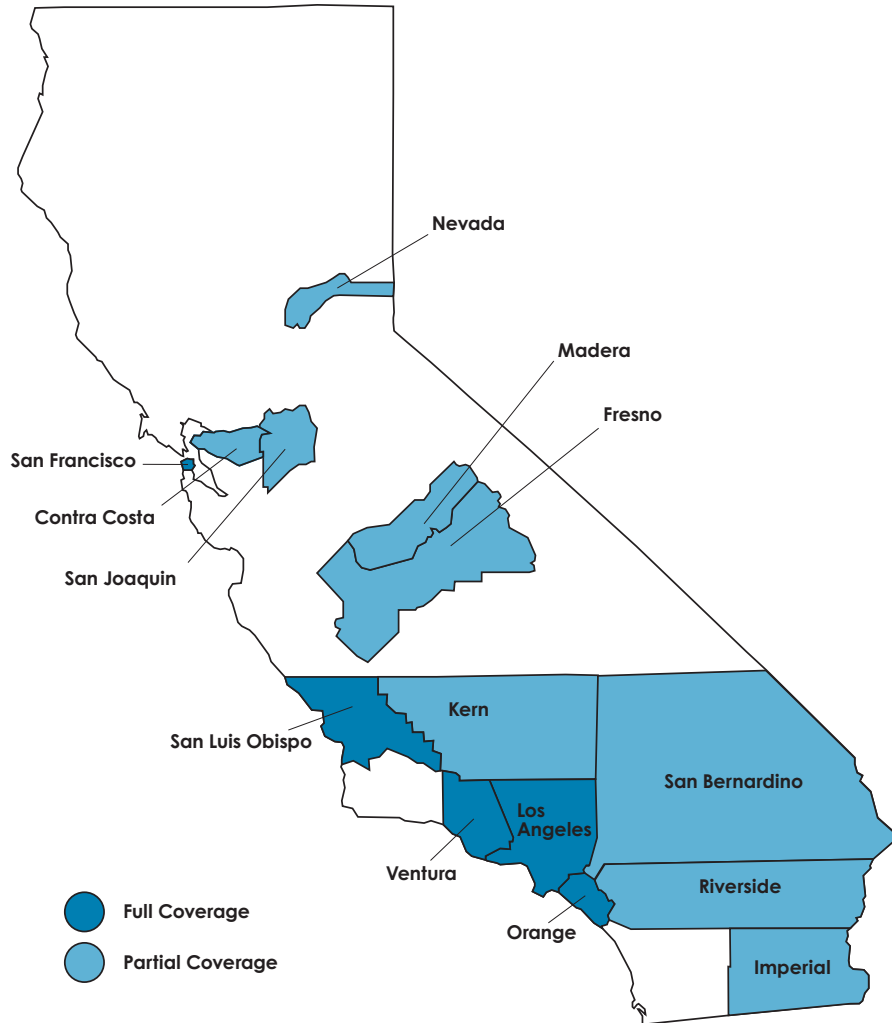 Nevada
Madera
Fresno
San Francisco
Contra Costa
San Joaquin
Kern
San Luis Obispo
San Bernardino
Los
Angeles
Ventura
Riverside
Orange
Imperial
Full Coverage
Partial Coverage